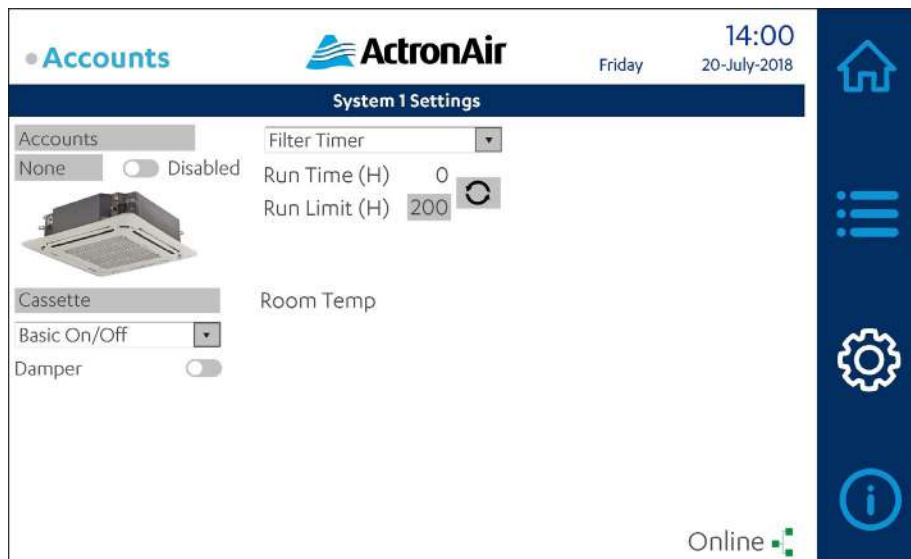 Accounts
ActronAir
Friday
14:00
20-July-2018
System 1 Settings
Accounts
None
Disabled
Filter Timer
Run Time (H) 0
Run Limit (H) 200
Cassette
Room Temp
Basic On/Off
Damper
Online